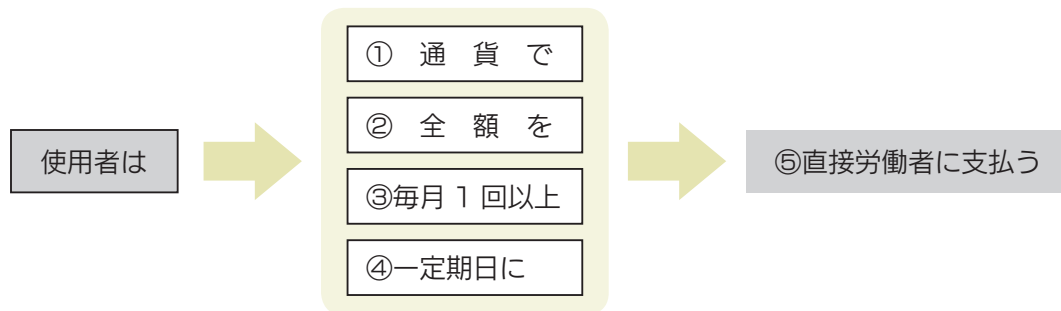 使用者は
① 通 貨 で
② 全 額 を
③毎月1回以上
④一定期日に
⑤直接労働者に支払う